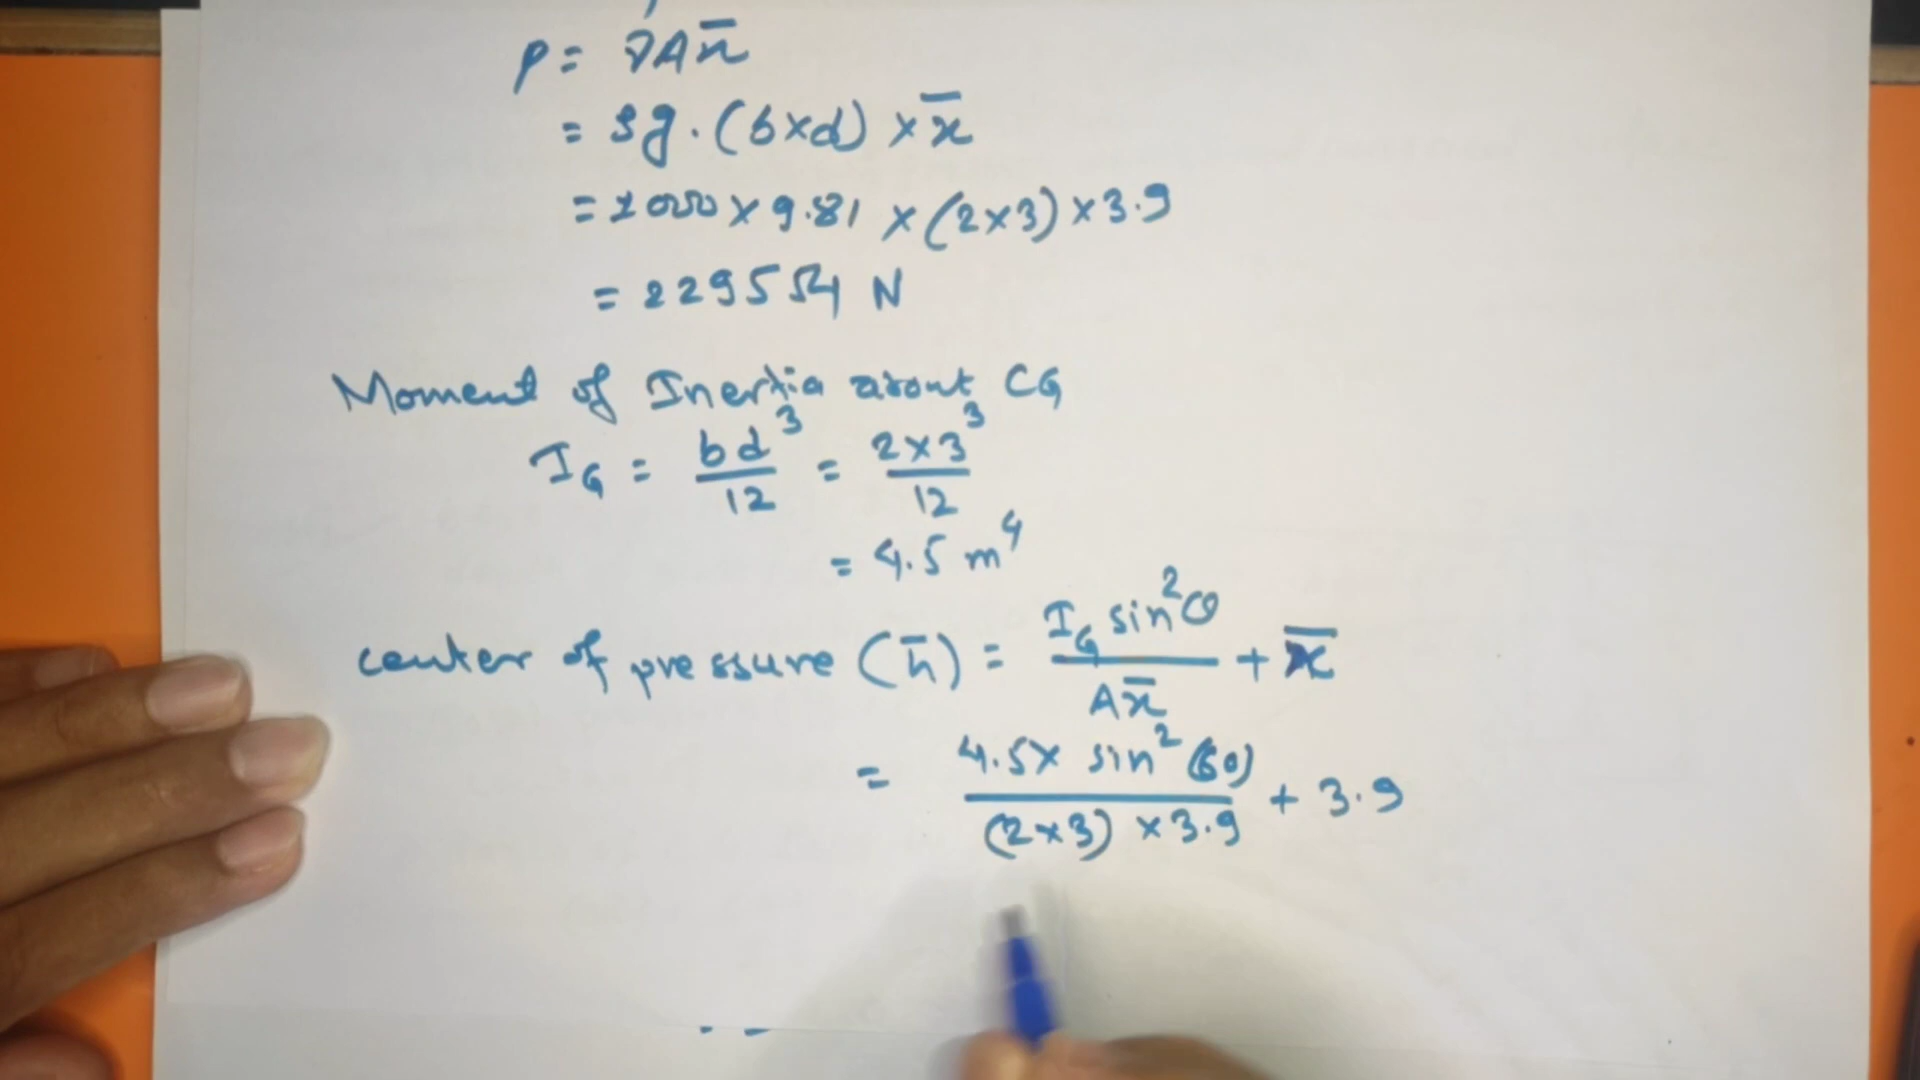 P = γAx̄
= ρg.(b×d) × x̄
= 1000 × 9.81 × (2×3) × 3.9
= 229554 N
Moment of Inertia about CG
I_G = bd³/12 = 2×3³/12
= 4.5 m⁴
center of pressure (h̄) = I_G sin²θ/Ax̄ + x̄
= 4.5× sin²(60)/(2×3) ×3.9 + 3.9